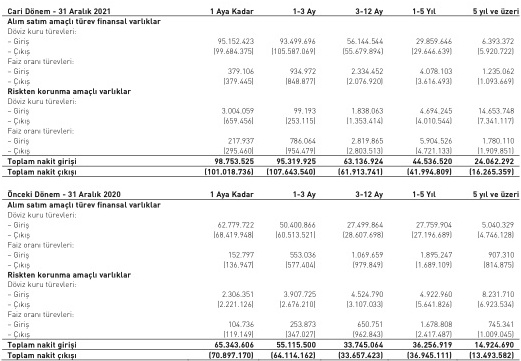 Cari Dönem - 31 Aralık 2021 1 Aya Kadar 1-3 Ay 3-12 Ay 1-5 Yıl 5 yıl ve üzeri
Alım satım amaçlı türev finansal varlıklar
Döviz kuru türevleri:
– Giriş 95.152.423 93.499.696 56.144.544 29.859.646 6.393.372
– Çıkış (99.684.375) (105.587.069) (55.679.894) (29.646.639) (5.920.722)
Faiz oranı türevleri:
– Giriş 379.106 934.972 2.334.452 4.078.103 1.235.062
– Çıkış (379.445) (848.877) (2.076.920) (3.616.493) (1.093.669)
Riskten korunma amaçlı varlıklar
Döviz kuru türevleri:
– Giriş 3.004.059 99.193 1.838.063 4.694.245 14.653.748
– Çıkış (659.456) (253.115) (1.353.414) (4.010.544) (7.341.117)
Faiz oranı türevleri:
– Giriş 217.937 786.064 2.819.865 5.904.526 1.780.110
– Çıkış (295.460) (954.479) (2.803.513) (4.721.133) (1.909.851)
Toplam nakit girişi 98.753.525 95.319.925 63.136.924 44.536.520 24.062.292
Toplam nakit çıkışı (101.018.736) (107.643.540) (61.913.741) (41.994.809) (16.265.359)
Önceki Dönem - 31 Aralık 2020 1 Aya Kadar 1-3 Ay 3-12 Ay 1-5 Yıl 5 yıl ve üzeri
Alım satım amaçlı türev finansal varlıklar
Döviz kuru türevleri:
– Giriş 62.779.722 50.400.866 27.499.864 27.759.904 5.040.329
– Çıkış (68.419.948) (60.513.521) (28.607.698) (27.196.689) (4.746.128)
Faiz oranı türevleri:
– Giriş 152.797 553.036 1.069.659 1.895.247 907.310
– Çıkış (136.947) (577.404) (979.849) (1.689.109) (814.875)
Riskten korunma amaçlı varlıklar
Döviz kuru türevleri:
– Giriş 2.306.351 3.907.725 4.524.790 4.922.960 8.231.710
– Çıkış (2.221.126) (2.676.210) (3.107.033) (5.641.826) (6.923.534)
Faiz oranı türevleri:
– Giriş 104.736 253.873 650.751 1.678.808 745.341
– Çıkış (119.149) (347.027) (962.843) (2.417.487) (1.009.045)
Toplam nakit girişi 65.343.606 55.115.500 33.745.064 36.256.919 14.924.690
Toplam nakit çıkışı (70.897.170) (64.114.162) (33.657.423) (36.945.111) (13.493.582)